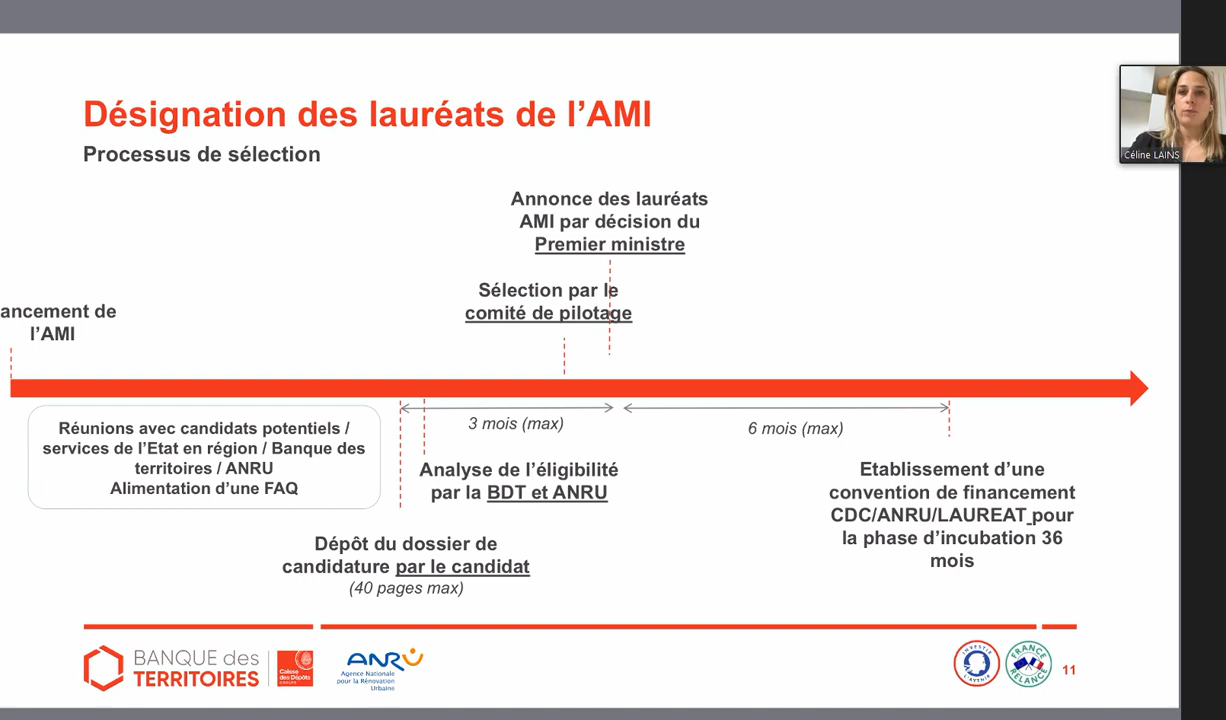 Désignation des lauréats de l’AMI
Processus de sélection
Céline LAINS
Annonce des lauréats
AMI par décision du
Premier ministre
Sélection par le
comité de pilotage
ancement de
l’AMI
3 mois (max)
6 mois (max)
Réunions avec candidats potentiels /
services de l’Etat en région / Banque des
territoires / ANRU
Alimentation d’une FAQ
Analyse de l’éligibilité
par la BDT et ANRU
Etablissement d’une
convention de financement
CDC/ANRU/LAUREAT pour
la phase d’incubation 36
mois
Dépôt du dossier de
candidature par le candidat
(40 pages max)
BANQUE des
TERRITOIRES
Caisse
des Dépôts
GROUPE
ANRU
Agence Nationale
pour la Rénovation
Urbaine
INVESTIR
L'AVENIR
FRANCE
RELANCE
11